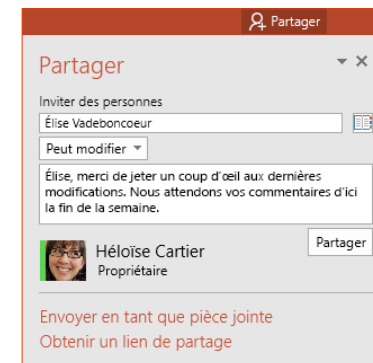 Partager
Partager
Inviter des personnes
Élise Vadeboncoeur
Peut modifier
Élise, merci de jeter un coup d'œil aux dernières
modifications. Nous attendons vos commentaires d'ici
la fin de la semaine.
Partager
Héloïse Cartier
Propriétaire
Envoyer en tant que pièce jointe
Obtenir un lien de partage